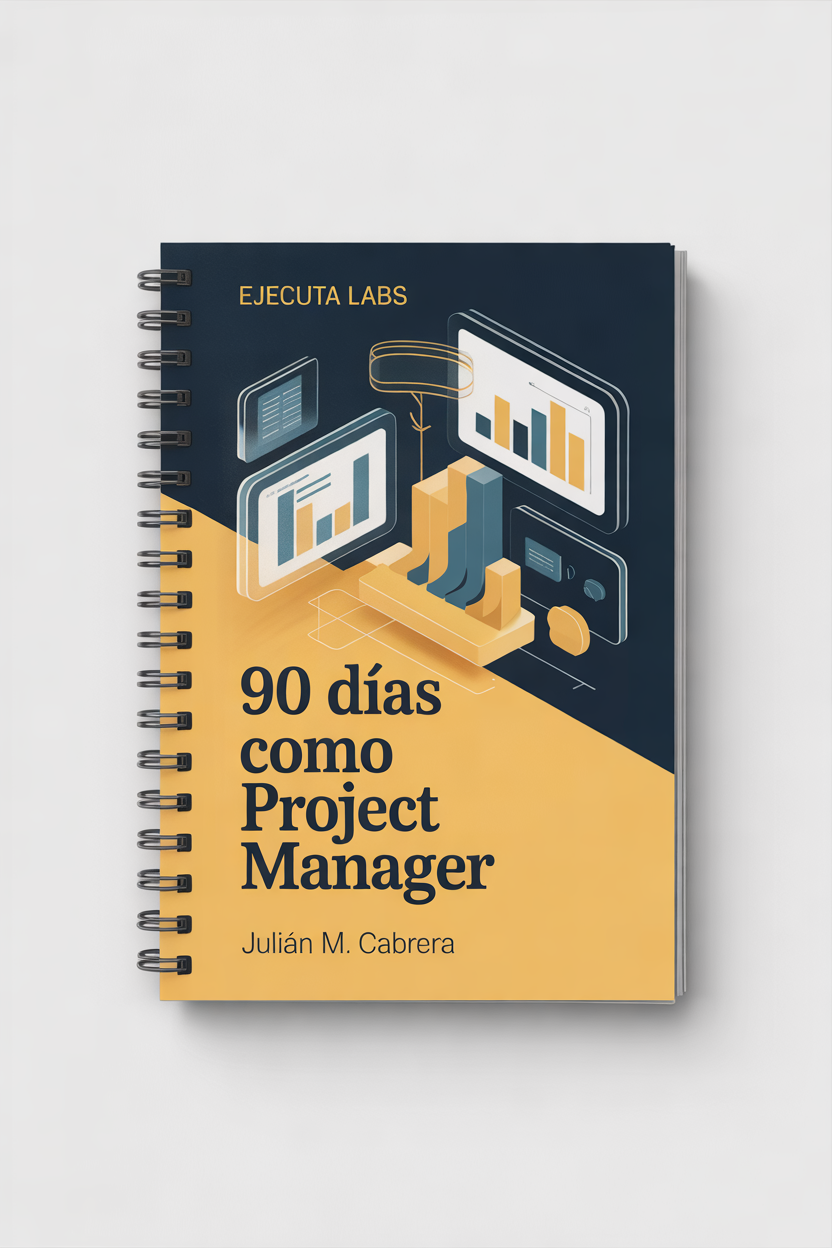 EJECUTA LABS
90 días
como
Project
Manager
Julián M. Cabrera